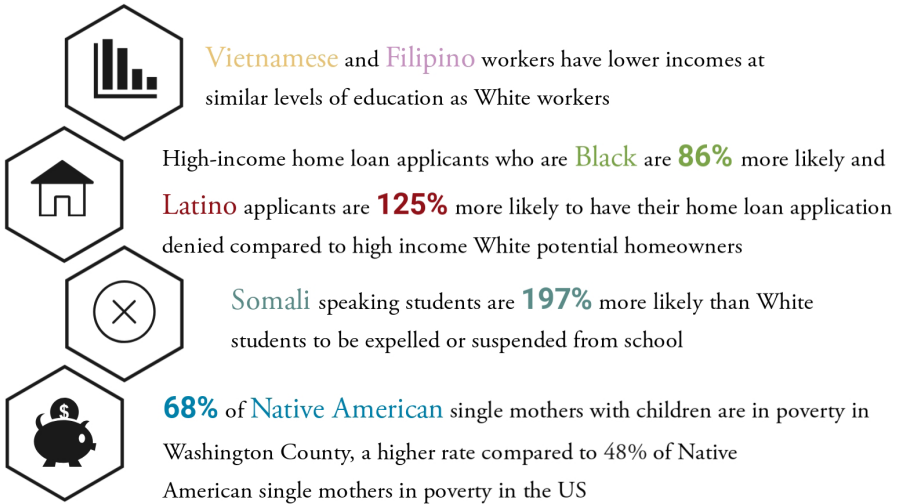 Vietnamese and Filipino workers have lower incomes at
similar levels of education as White workers
High-income home loan applicants who are Black are 86% more likely and
Latino applicants are 125% more likely to have their home loan application
denied compared to high income White potential homeowners
Somali speaking students are 197% more likely than White
students to be expelled or suspended from school
$
68% of Native American single mothers with children are in poverty in
Washington County, a higher rate compared to 48% of Native
American single mothers in poverty in the US